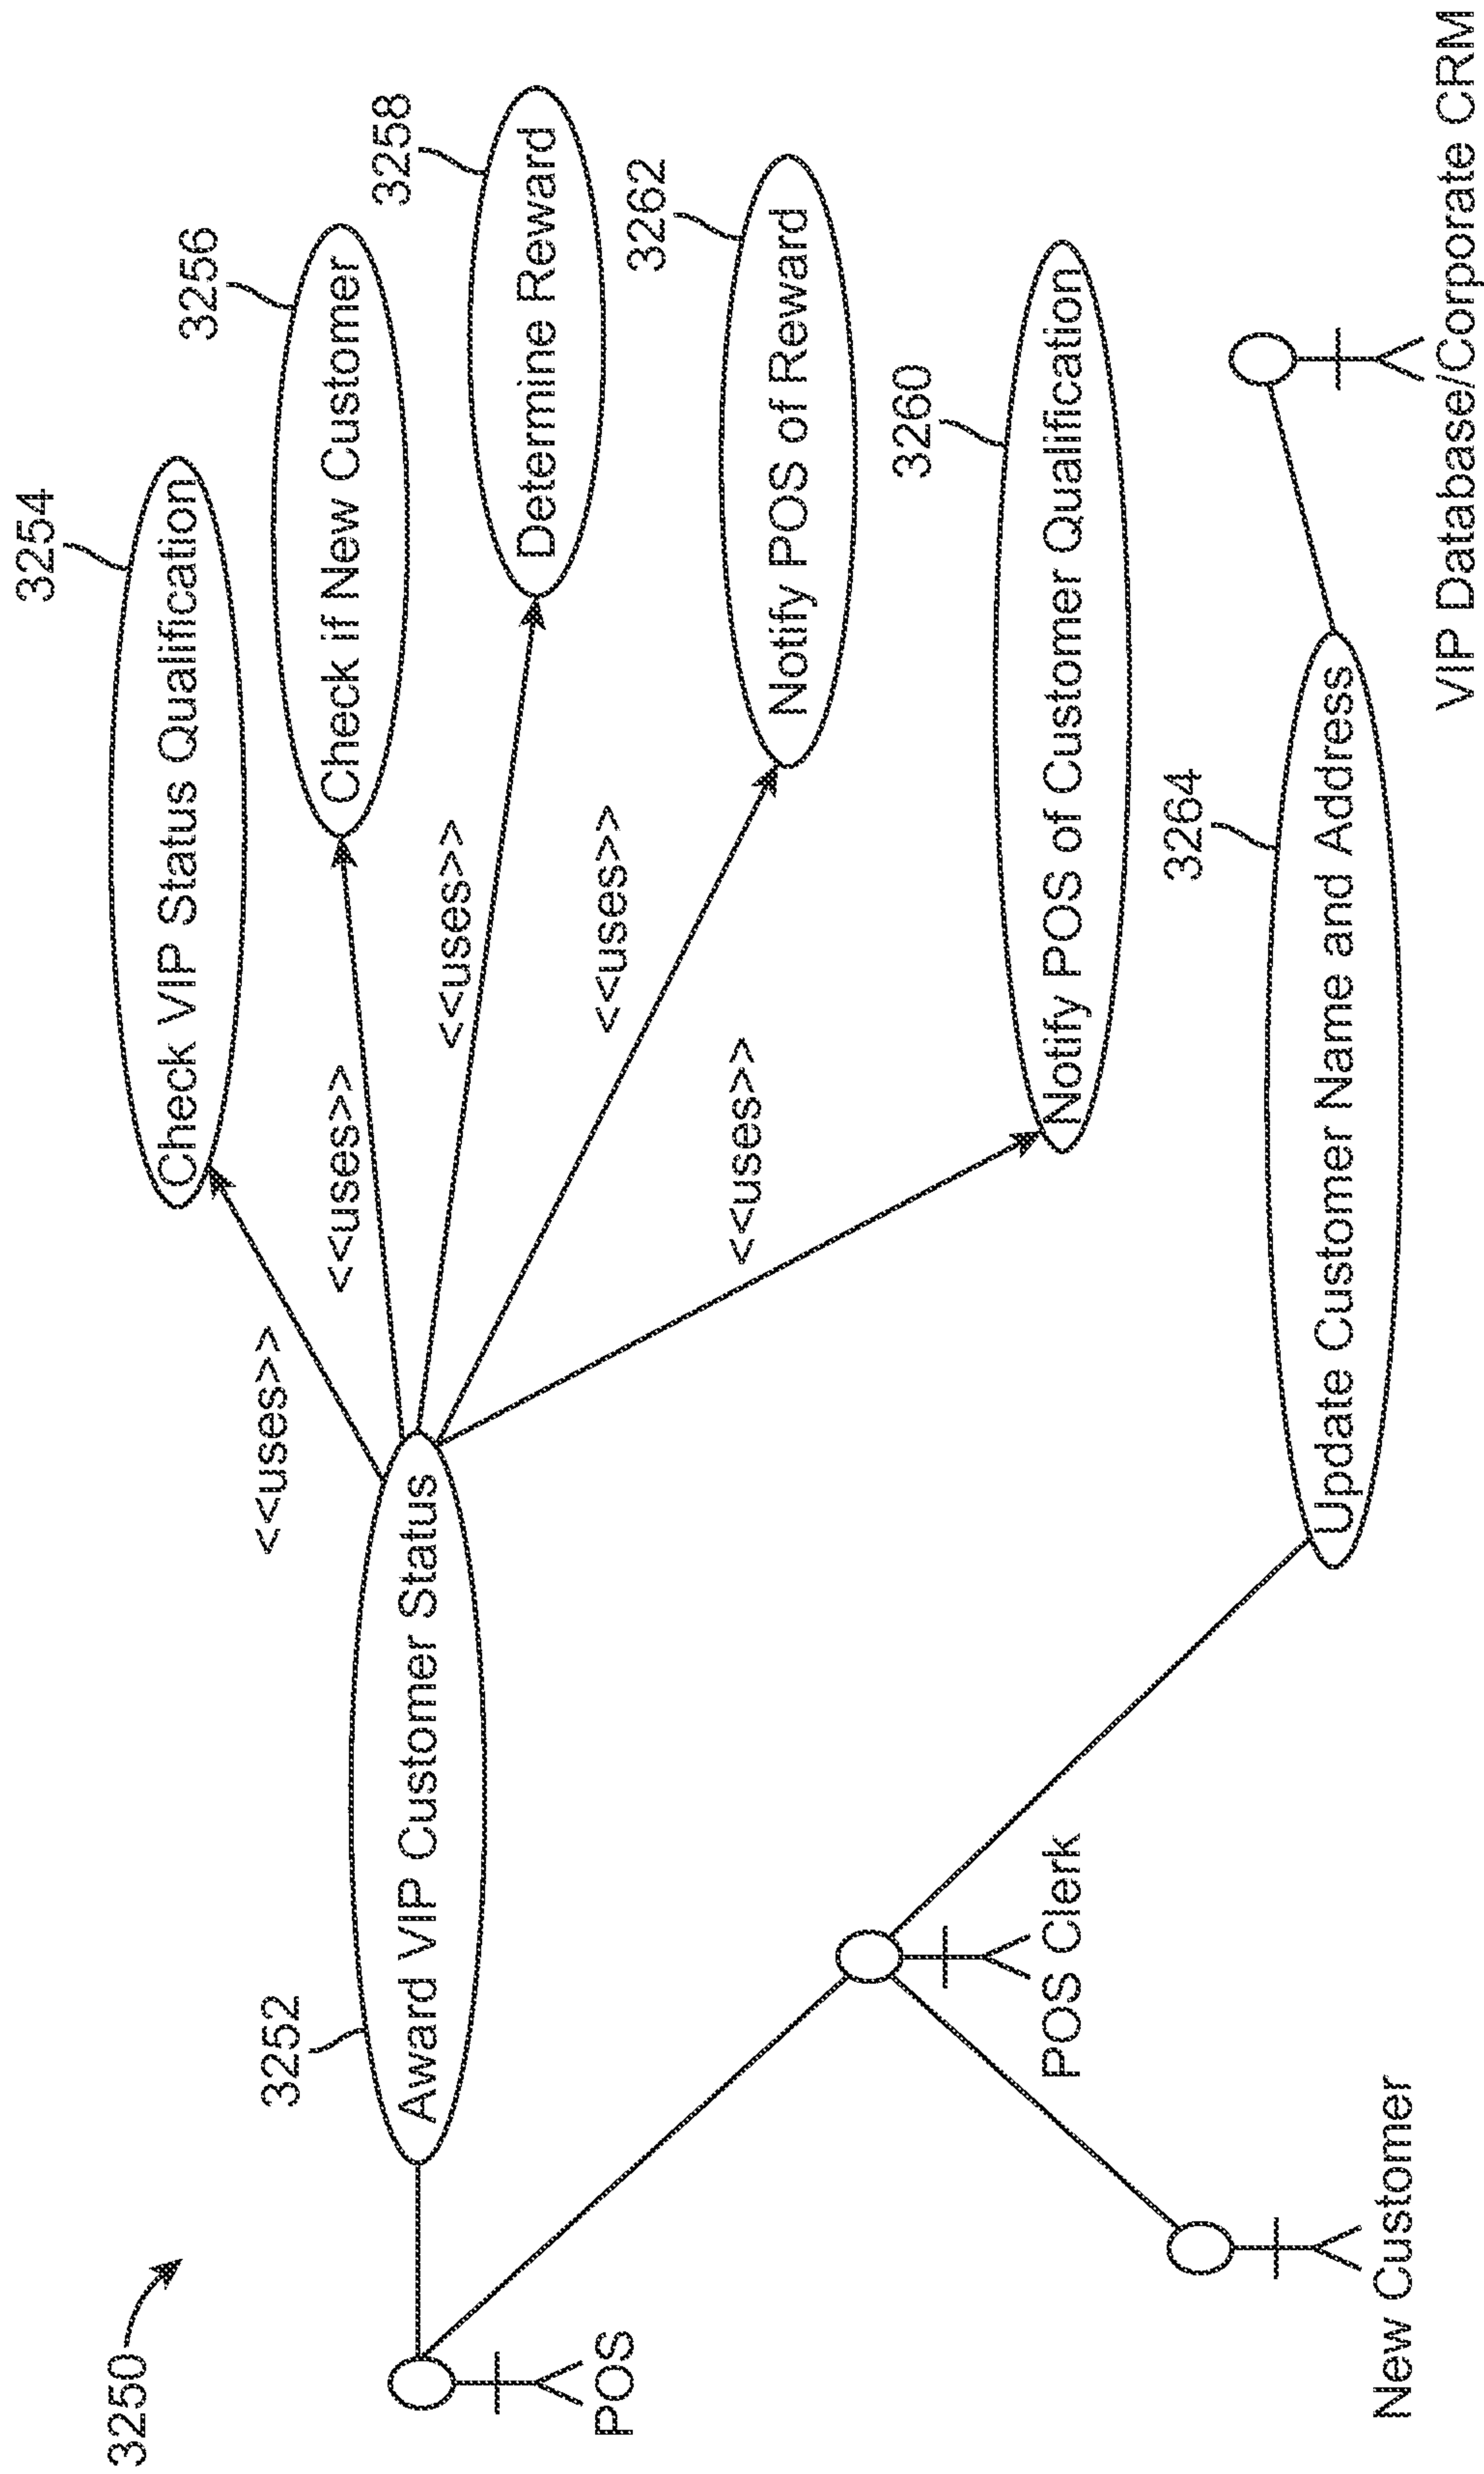 3250
3254
Check VIP Status Qualification
<<uses>>
3256
Check if New Customer
<<uses>>
3252
Award VIP Customer Status
3258
Determine Reward
<<uses>>
POS
<<uses>>
3262
Notify POS of Reward
<<uses>>
3260
Notify POS of Customer Qualification
POS Clerk
3264
Update Customer Name and Address
New Customer
VIP Database/Corporate CRM